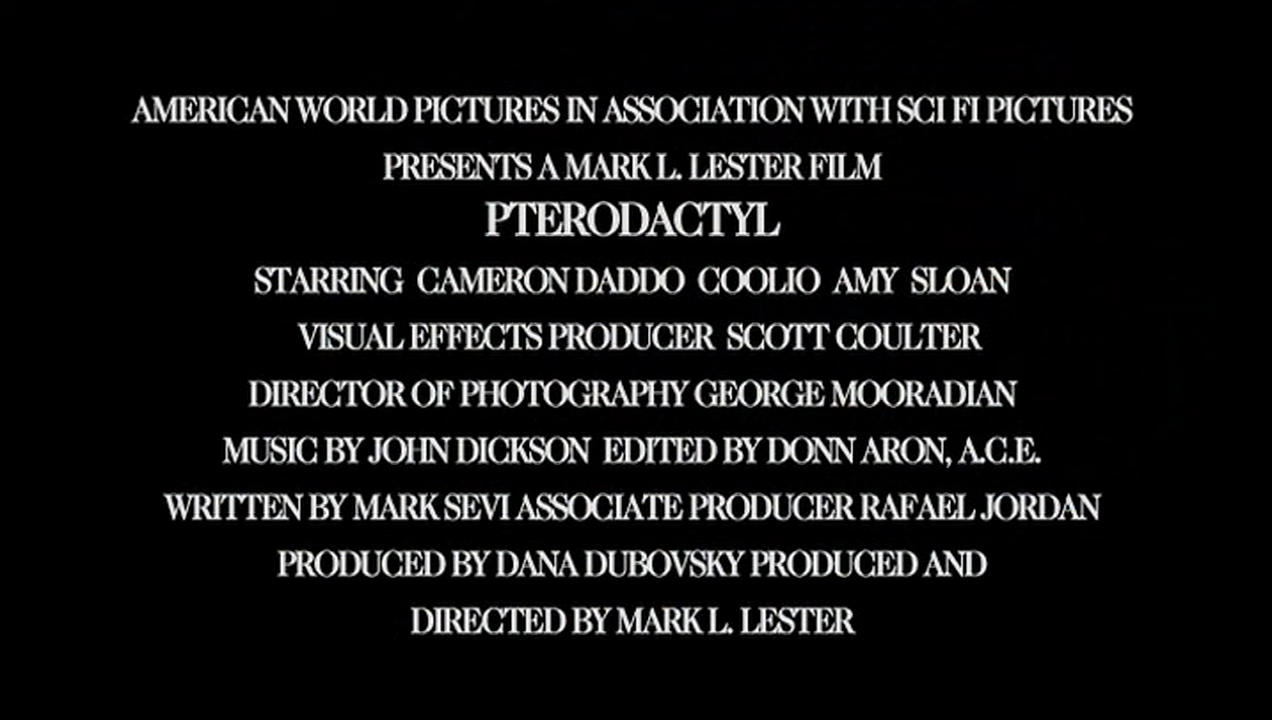 AMERICAN WORLD PICTURES IN ASSOCIATION WITH SCI FI PICTURES
PRESENTS A MARK L. LESTER FILM
PTERODACTYL
STARRING CAMERON DADDO COOLIO AMY SLOAN
VISUAL EFFECTS PRODUCER SCOTT COULTER
DIRECTOR OF PHOTOGRAPHY GEORGE MOORADIAN
MUSIC BY JOHN DICKSON EDITED BY DONN ARON, A.C.E.
WRITTEN BY MARK SEVI ASSOCIATE PRODUCER RAFAEL JORDAN
PRODUCED BY DANA DUBOVSKY PRODUCED AND
DIRECTED BY MARK L. LESTER